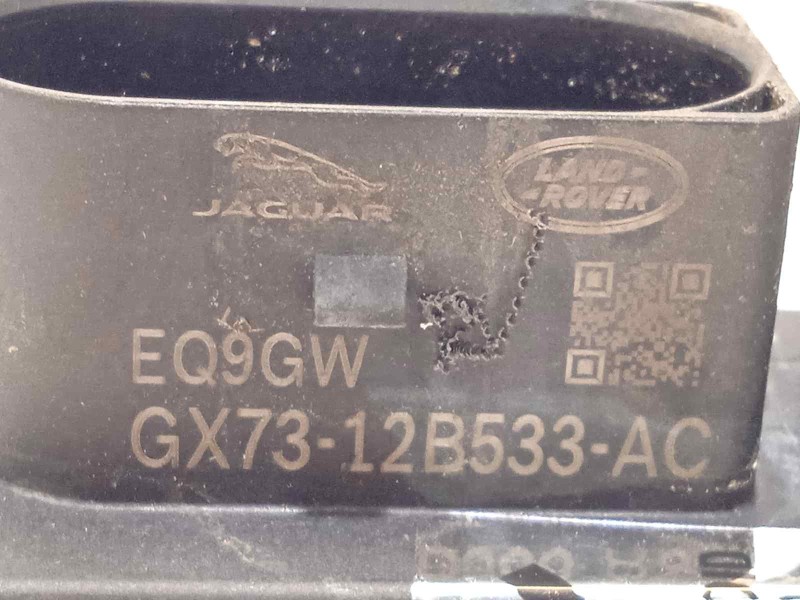 JAGUAR
LAND-
-ROVER
EQ9GW
GX73-12B533-AC